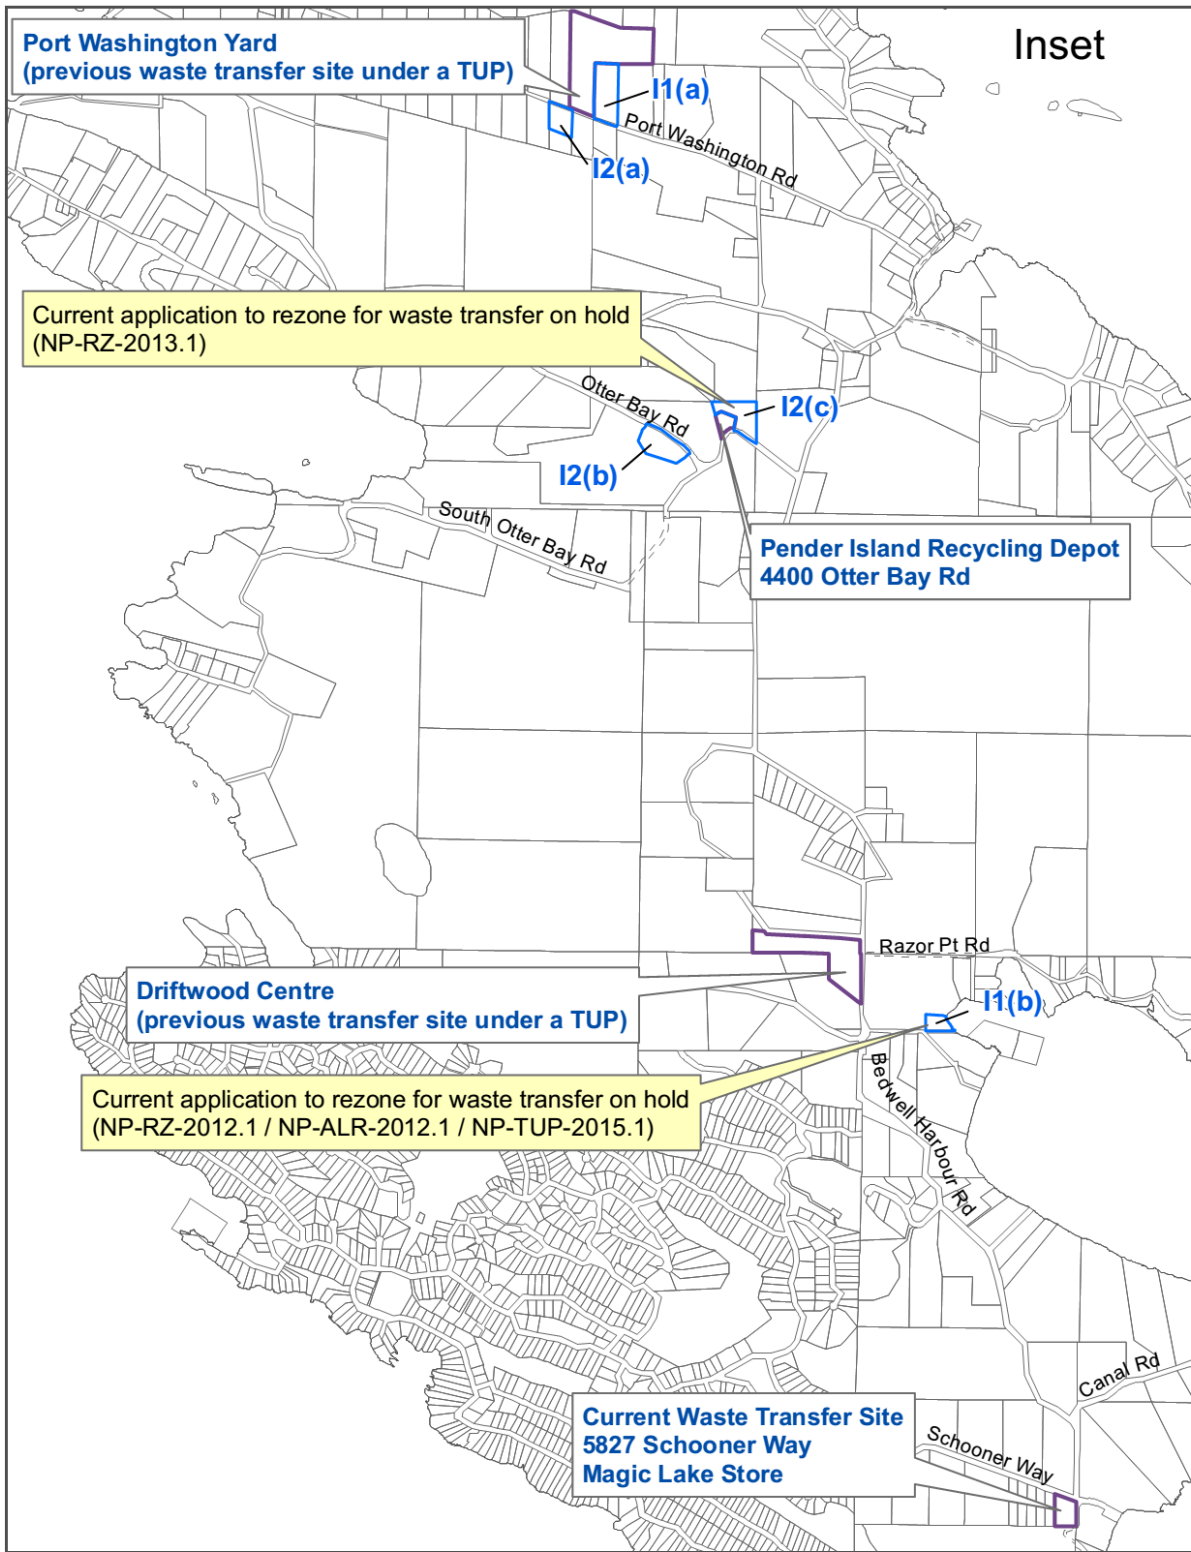 Inset
Port Washington Yard
(previous waste transfer site under a TUP)
I1(a)
Port Washington Rd
I2(a)
Current application to rezone for waste transfer on hold
(NP-RZ-2013.1)
Otter Bay Rd
I2(c)
I2(b)
South Otter Bay Rd
Pender Island Recycling Depot
4400 Otter Bay Rd
Razor Pt Rd
Driftwood Centre
(previous waste transfer site under a TUP)
I1(b)
Current application to rezone for waste transfer on hold
(NP-RZ-2012.1 / NP-ALR-2012.1 / NP-TUP-2015.1)
Bedwell Harbour Rd
Canal Rd
Current Waste Transfer Site
5827 Schooner Way
Magic Lake Store
Schooner Way